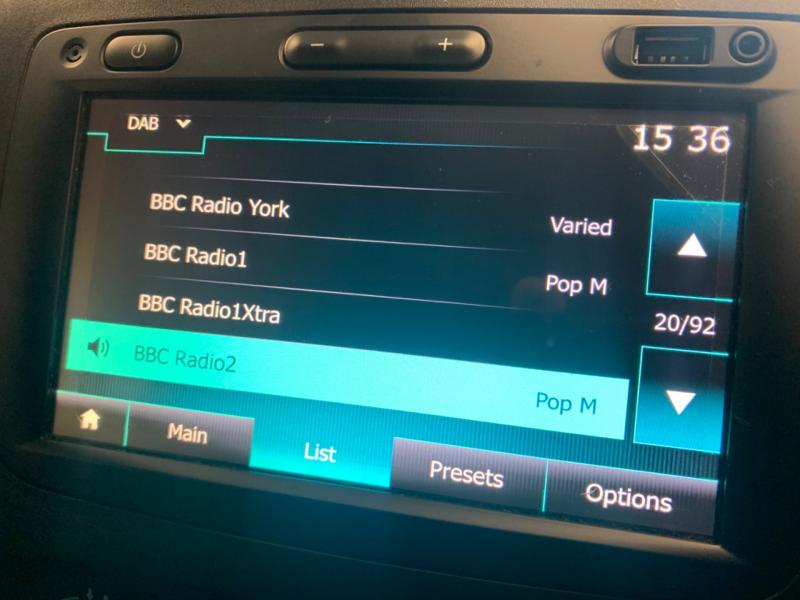 DAB
15 36
BBC Radio York
Varied
BBC Radio1
Pop M
BBC Radio1Xtra
20/92
BBC Radio2
Pop M
Main
List
Presets
Options